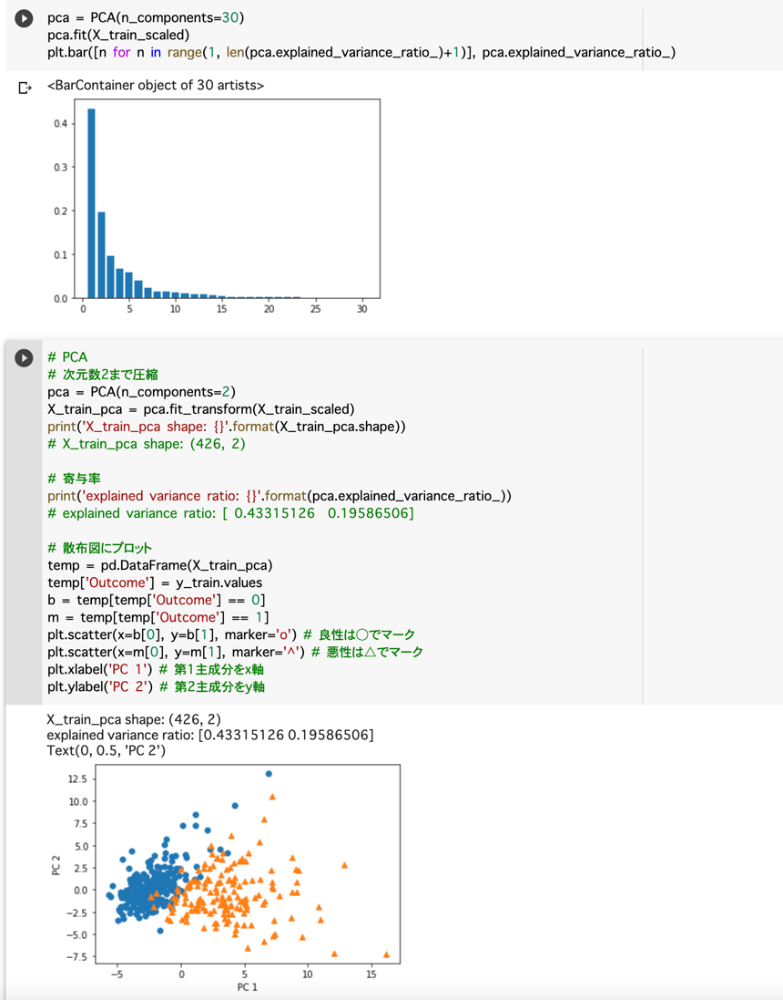 pca = PCA(n_components=30)
pca.fit(X_train_scaled)
plt.bar([n for n in range(1, len(pca.explained_variance_ratio_)+1)], pca.explained_variance_ratio_)
<BarContainer object of 30 artists>
0.4
0.3
0.2
0.1
0.0
0 5 10 15 20 25 30
# PCA
# 次元数2まで圧縮
pca = PCA(n_components=2)
X_train_pca = pca.fit_transform(X_train_scaled)
print('X_train_pca shape: {}'.format(X_train_pca.shape))
# X_train_pca shape: (426, 2)
# 寄与率
print('explained variance ratio: {}'.format(pca.explained_variance_ratio_))
# explained variance ratio: [ 0.43315126  0.19586506]
# 散布図にプロット
temp = pd.DataFrame(X_train_pca)
temp['Outcome'] = y_train.values
b = temp[temp['Outcome'] == 0]
m = temp[temp['Outcome'] == 1]
plt.scatter(x=b[0], y=b[1], marker='o') # 良性は○でマーク
plt.scatter(x=m[0], y=m[1], marker='^') # 悪性は△でマーク
plt.xlabel('PC 1') # 第1主成分をx軸
plt.ylabel('PC 2') # 第2主成分をy軸
X_train_pca shape: (426, 2)
explained variance ratio: [0.43315126 0.19586506]
Text(0, 0.5, 'PC 2')
12.5
10.0
7.5
5.0
2.5
0.0
−2.5
−5.0
−7.5
PC 2
−5 0 5 10 15
PC 1